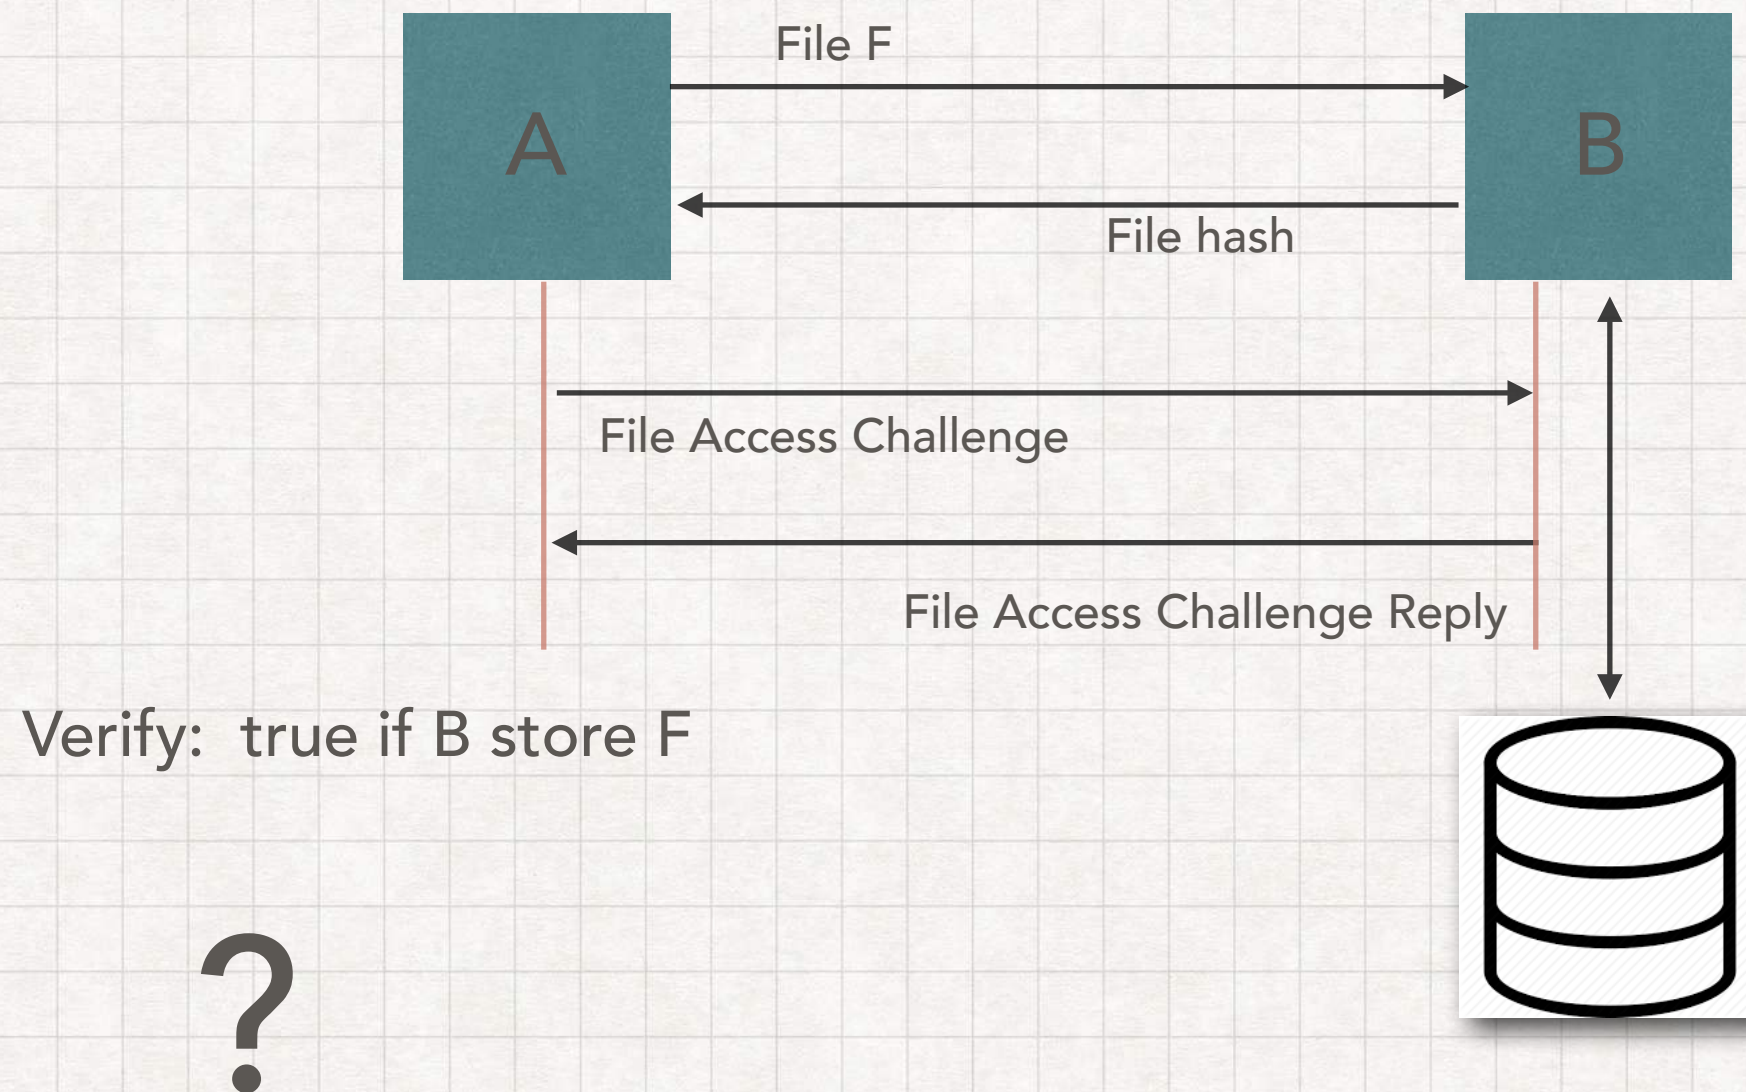 File F
A
B
File hash
File Access Challenge
File Access Challenge Reply
Verify: true if B store F
?